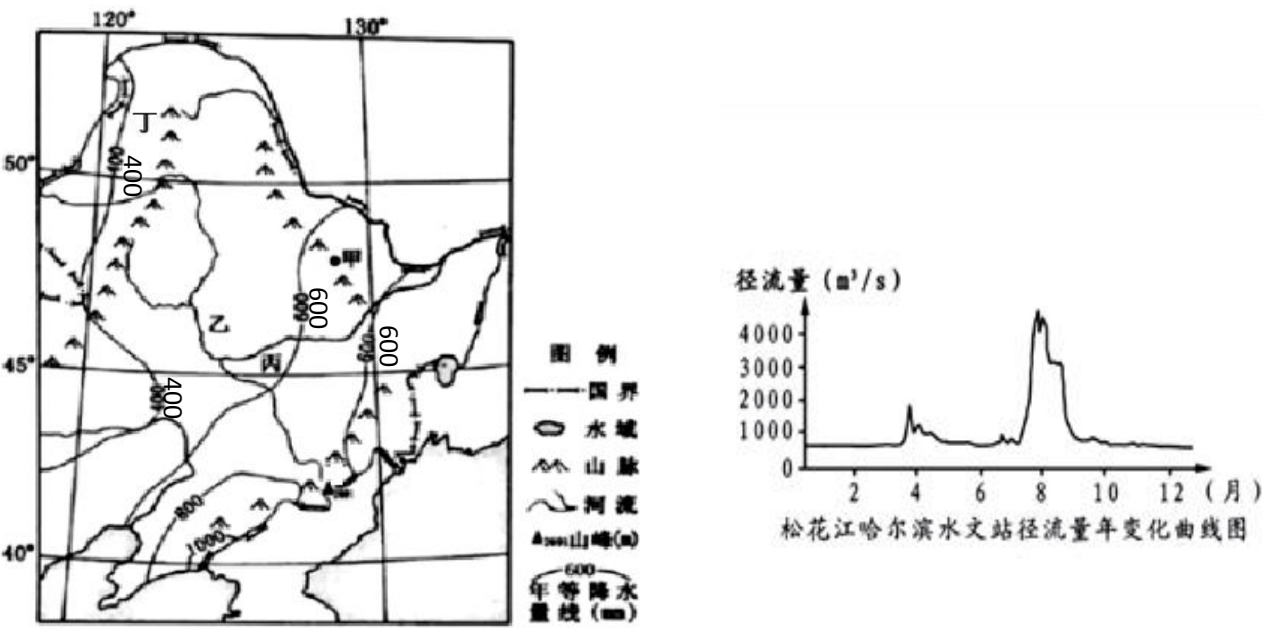 120°
130°
丁
50°
400
400
甲
600
600
乙
600
600
丙
45°
400
400
800
1000
40°
图 例
国界
水域
山脉
河流
山峰(m)
600
年等降水
量线(mm)
径流量(m³/s)
4000
3000
2000
1000
0
2 4 6 8 10 12 (月)
松花江哈尔滨水文站径流量年变化曲线图